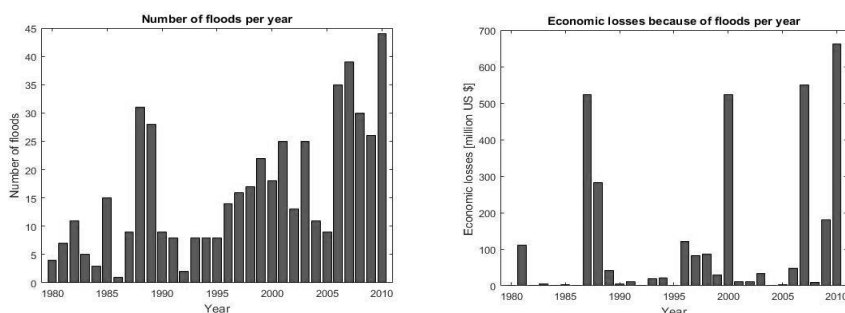 Number of floods per year
45
40
35
30
25
20
15
10
5
0
Number of floods
1980 1985 1990 1995 2000 2005 2010
Year
Economic losses because of floods per year
700
600
500
400
300
200
100
0
Economic losses [million US $]
1980 1985 1990 1995 2000 2005 2010
Year